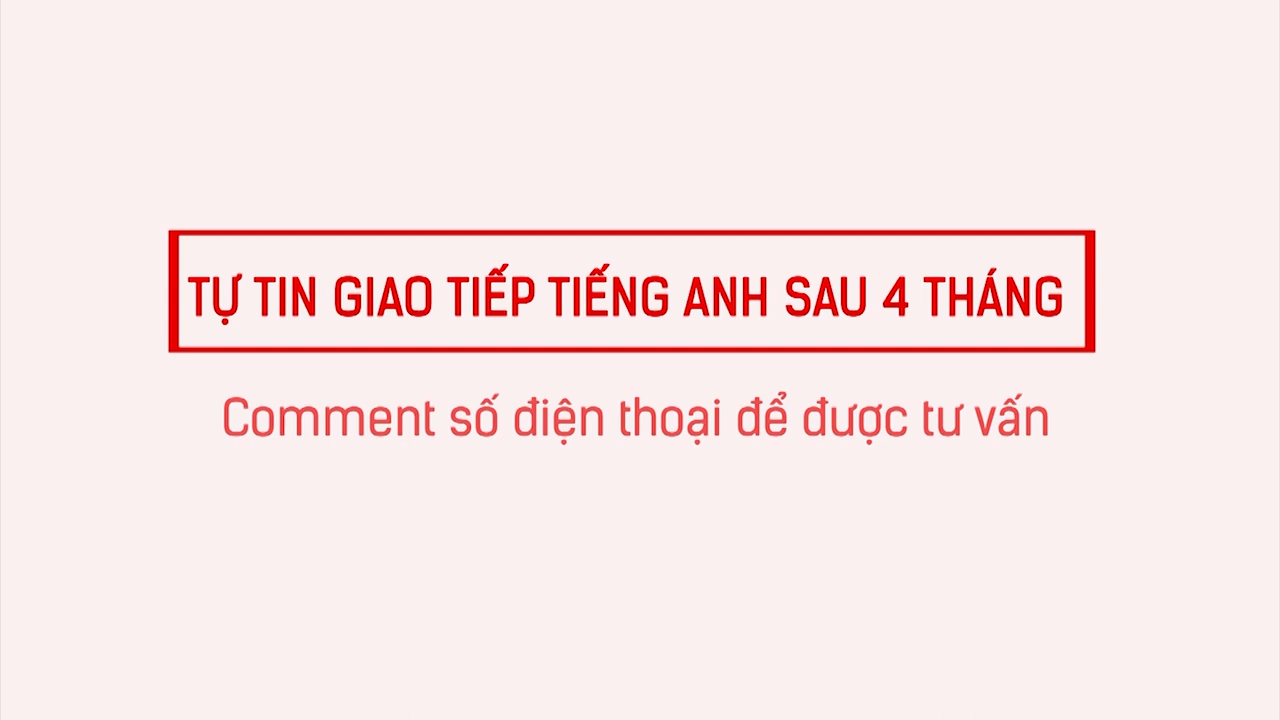 TỰ TIN GIAO TIẾP TIẾNG ANH SAU 4 THÁNG
Comment số điện thoại để được tư vấn